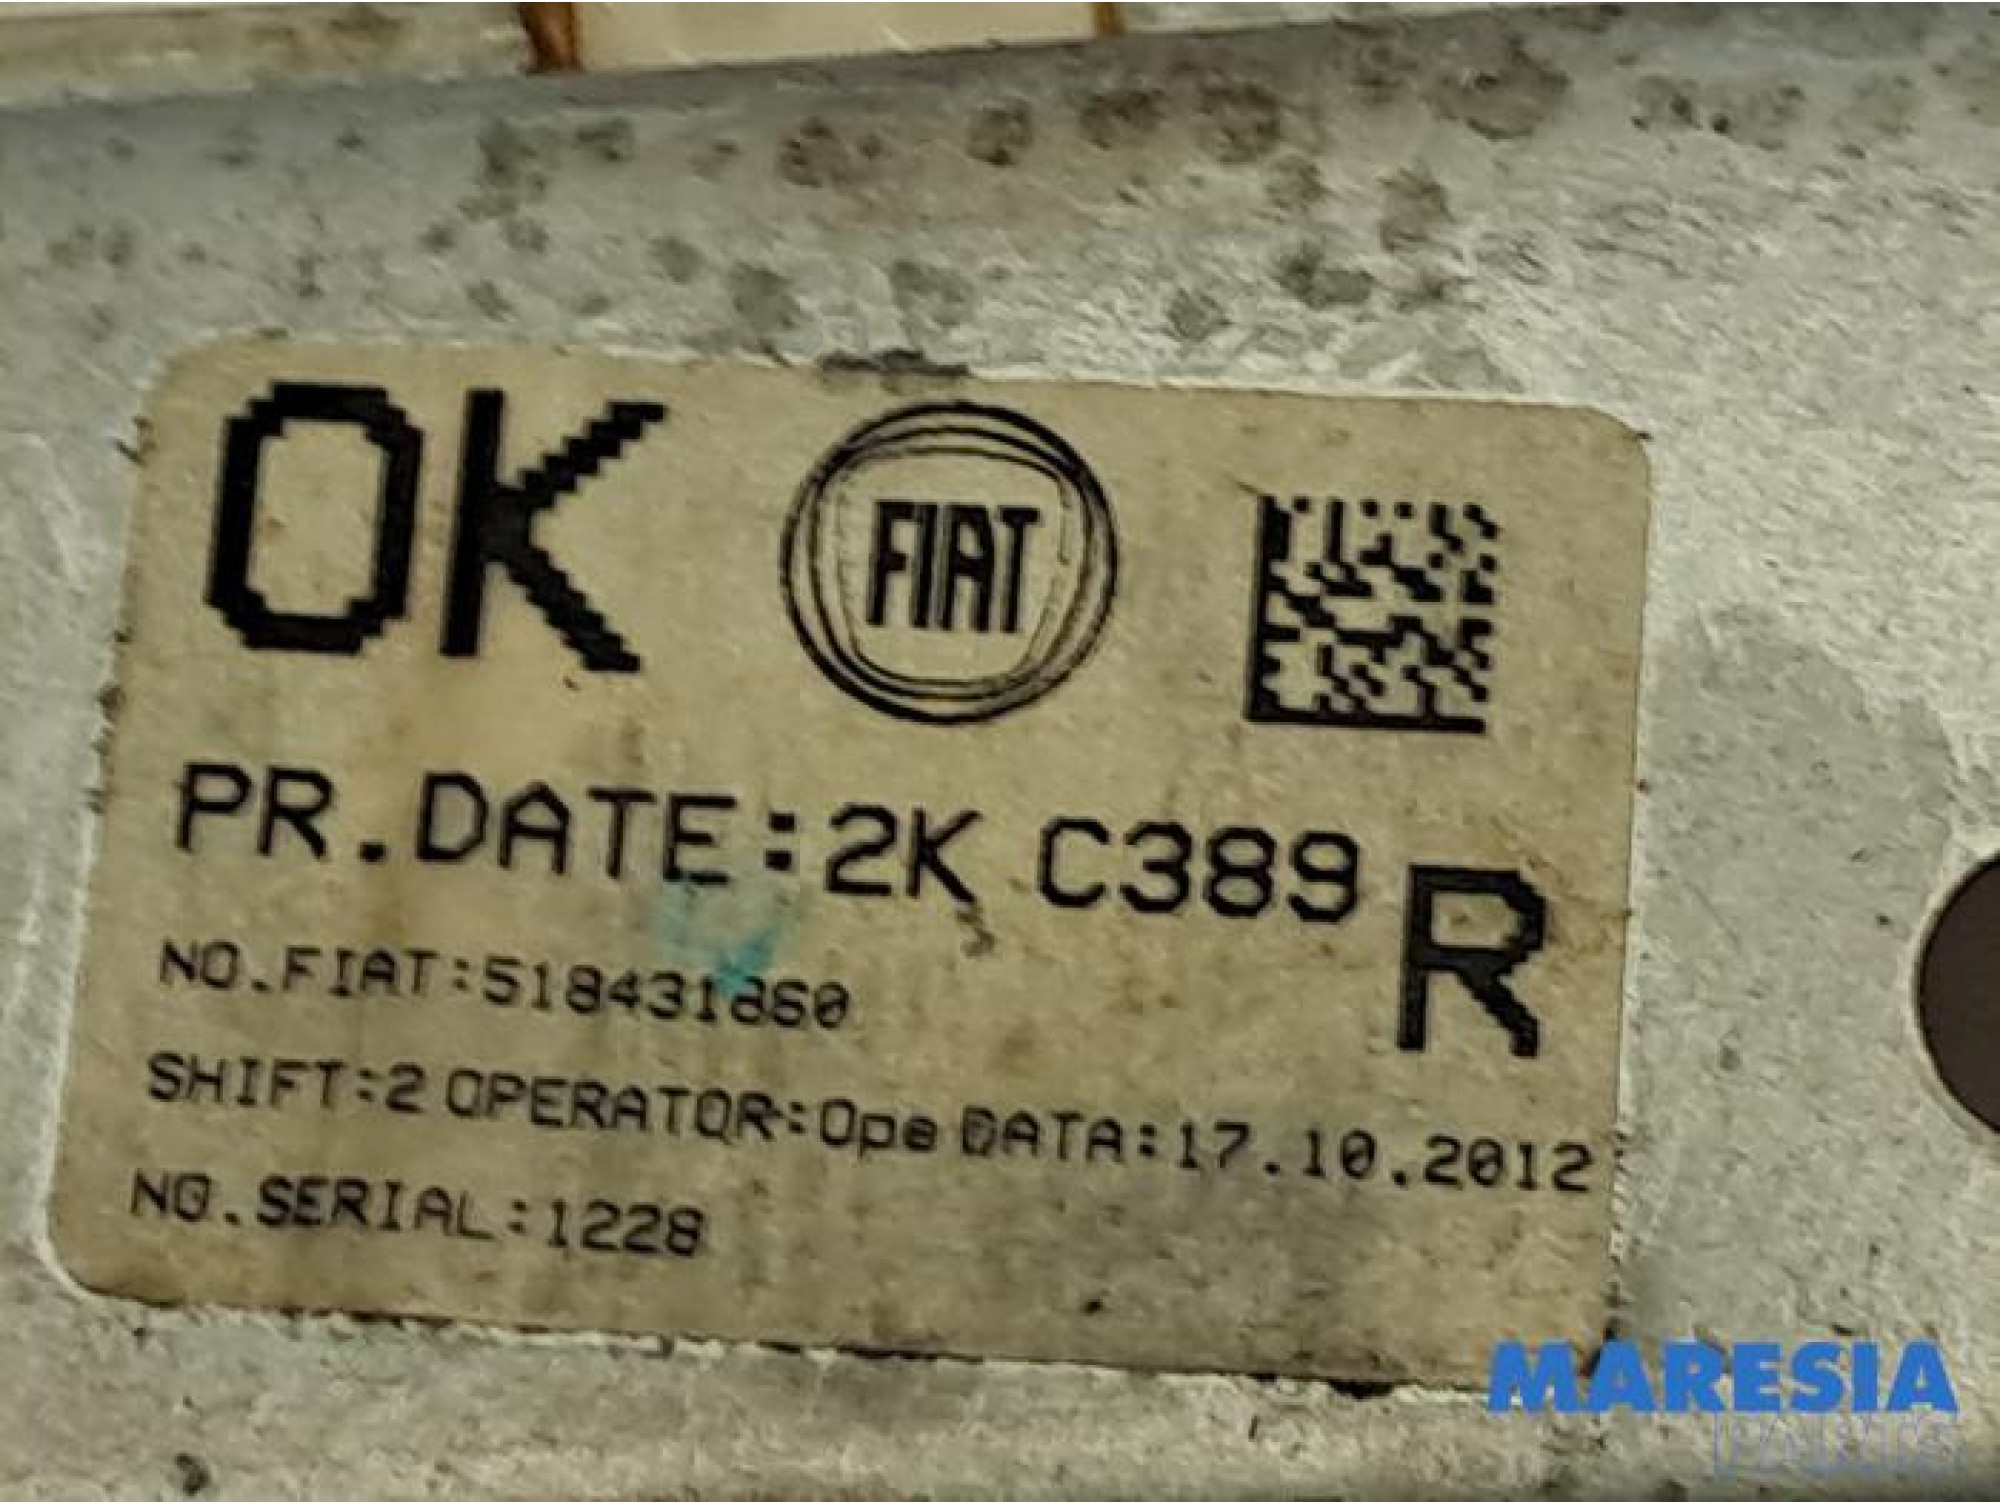 OK FIAT
PR.DATE:2K C389
R
NO.FIAT:518431860
SHIFT:2 OPERATOR:Ope DATA:17.10.2012
NO.SERIAL:1228
MARESIA
PARTS